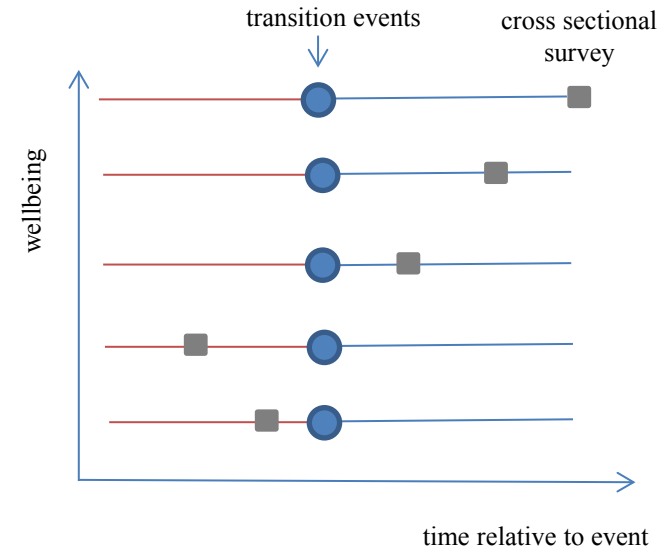 transition events
cross sectional
survey
wellbeing
time relative to event